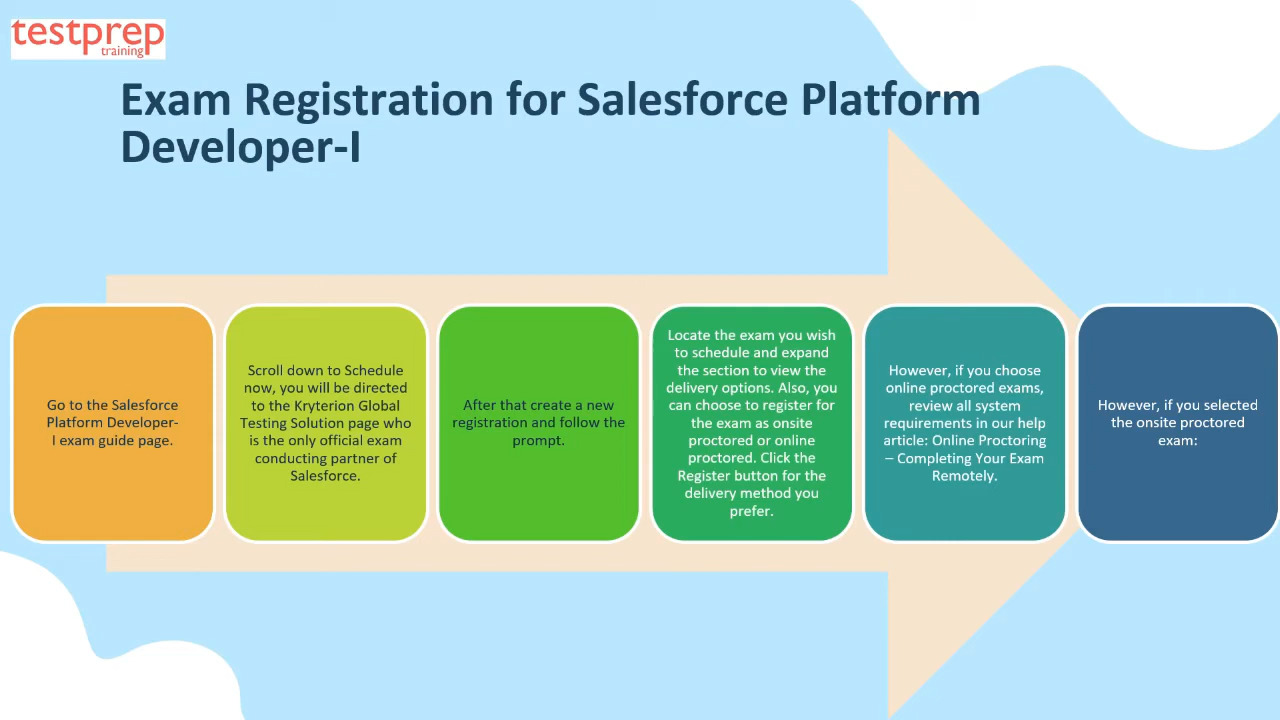 testprep
training
Exam Registration for Salesforce Platform
Developer-I
Go to the Salesforce
Platform Developer-
I exam guide page.
Scroll down to Schedule
now, you will be directed
to the Kryterion Global
Testing Solution page who
is the only official exam
conducting partner of
Salesforce.
After that create a new
registration and follow the
prompt.
Locate the exam you wish
to schedule and expand
the section to view the
delivery options. Also, you
can choose to register for
the exam as onsite
proctored or online
proctored. Click the
Register button for the
delivery method you
prefer.
However, if you choose
online proctored exams,
review all system
requirements in our help
article: Online Proctoring
– Completing Your Exam
Remotely.
However, if you selected
the onsite proctored
exam: